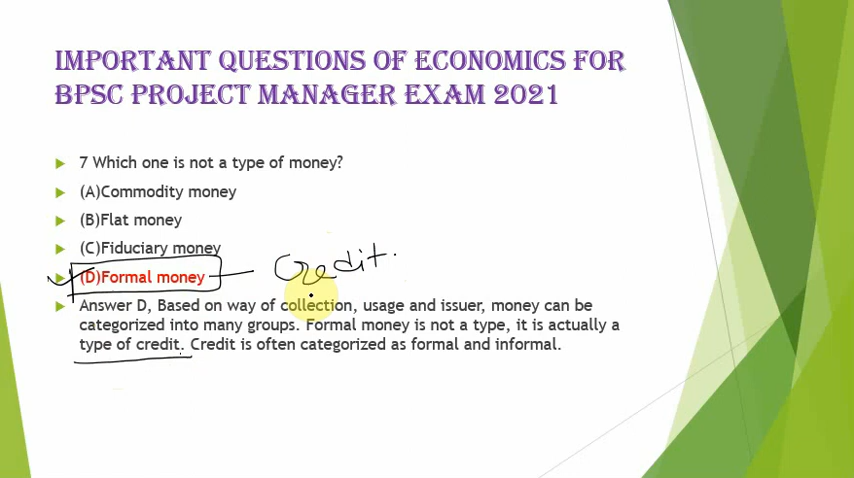 IMPORTANT QUESTIONS OF ECONOMICS FOR
BPSC PROJECT MANAGER EXAM 2021
7 Which one is not a type of money?
(A)Commodity money
(B)Flat money
(C)Fiduciary money
(D)Formal money
Credit.
Answer D, Based on way of collection, usage and issuer, money can be
categorized into many groups. Formal money is not a type, it is actually a
type of credit. Credit is often categorized as formal and informal.